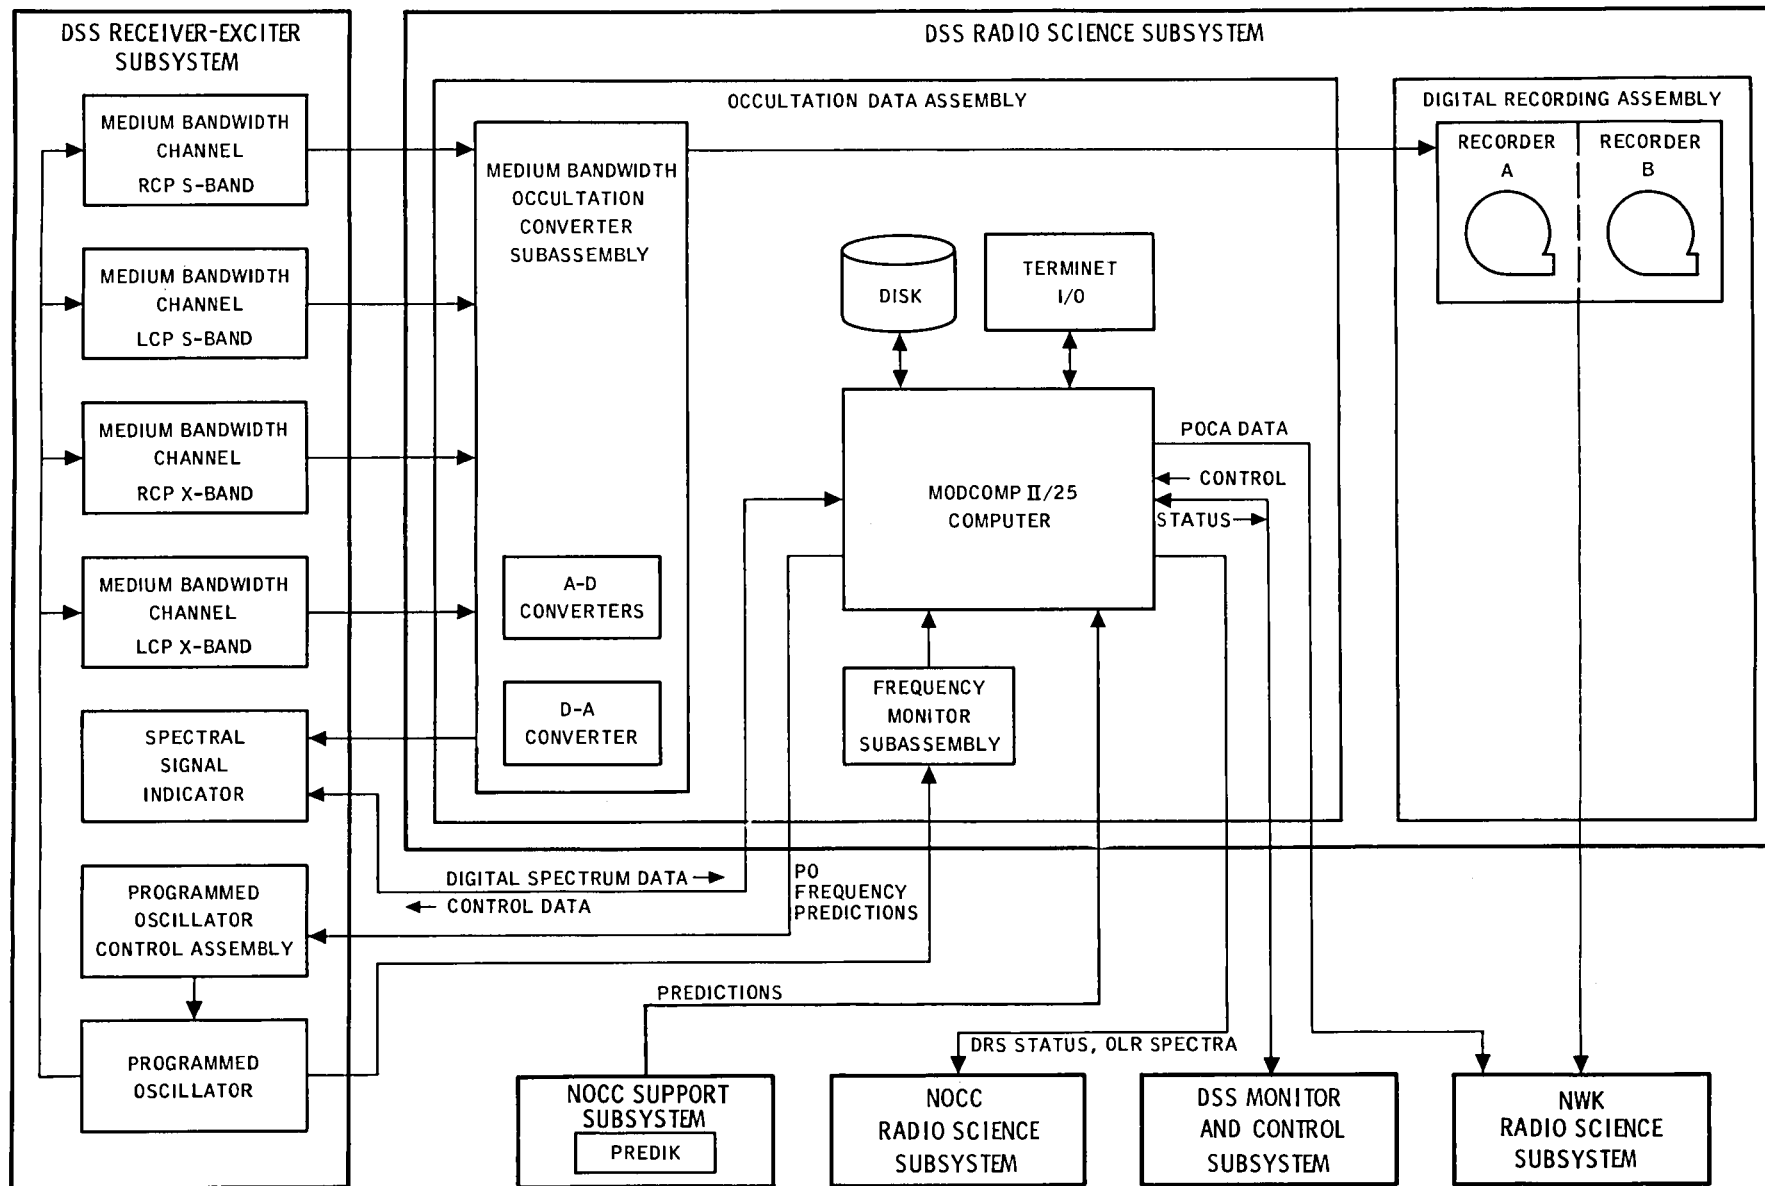 DSS RECEIVER-EXCITER
SUBSYSTEM
MEDIUM BANDWIDTH
CHANNEL
RCP S-BAND
MEDIUM BANDWIDTH
CHANNEL
LCP S-BAND
MEDIUM BANDWIDTH
CHANNEL
RCP X-BAND
MEDIUM BANDWIDTH
CHANNEL
LCP X-BAND
SPECTRAL
SIGNAL
INDICATOR
PROGRAMMED
OSCILLATOR
CONTROL ASSEMBLY
PROGRAMMED
OSCILLATOR
DSS RADIO SCIENCE SUBSYSTEM
OCCULTATION DATA ASSEMBLY
MEDIUM BANDWIDTH
OCCULTATION
CONVERTER
SUBASSEMBLY
A-D
CONVERTERS
D-A
CONVERTER
DISK
TERMINET
I/O
MODCOMP II/25
COMPUTER
FREQUENCY
MONITOR
SUBASSEMBLY
POCA DATA
← CONTROL
STATUS→
DIGITAL RECORDING ASSEMBLY
RECORDER
A
RECORDER
B
DIGITAL SPECTRUM DATA →
← CONTROL DATA
PO
FREQUENCY
PREDICTIONS
PREDICTIONS
DRS STATUS, OLR SPECTRA
NOCC SUPPORT
SUBSYSTEM
PREDIK
NOCC
RADIO SCIENCE
SUBSYSTEM
DSS MONITOR
AND CONTROL
SUBSYSTEM
NWK
RADIO SCIENCE
SUBSYSTEM